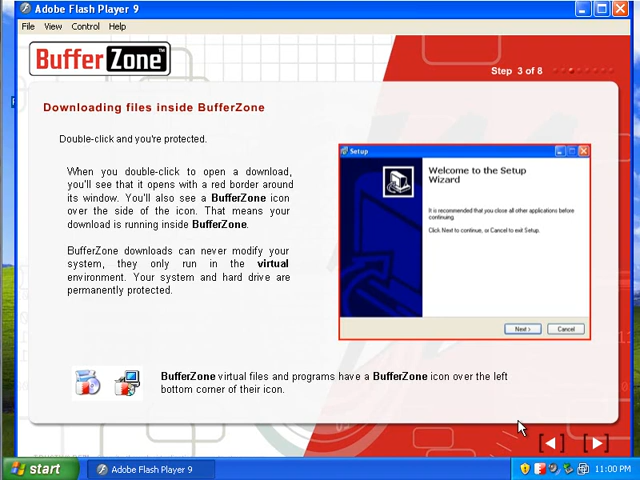 Adobe Flash Player 9
File View Control Help
BufferZone™
Step 3 of 8
Downloading files inside BufferZone
Double-click and you're protected.
When you double-click to open a download,
you'll see that it opens with a red border around
its window. You'll also see a BufferZone icon
over the side of the icon. That means your
download is running inside BufferZone.
BufferZone downloads can never modify your
system, they only run in the virtual
environment. Your system and hard drive are
permanently protected.
Setup
Welcome to the Setup
Wizard
It is recommended that you close all other applications before
continuing.
Click Next to continue, or Cancel to exit Setup.
Next >
Cancel
BufferZone virtual files and programs have a BufferZone icon over the left
bottom corner of their icon.
start
Adobe Flash Player 9
11:00 PM